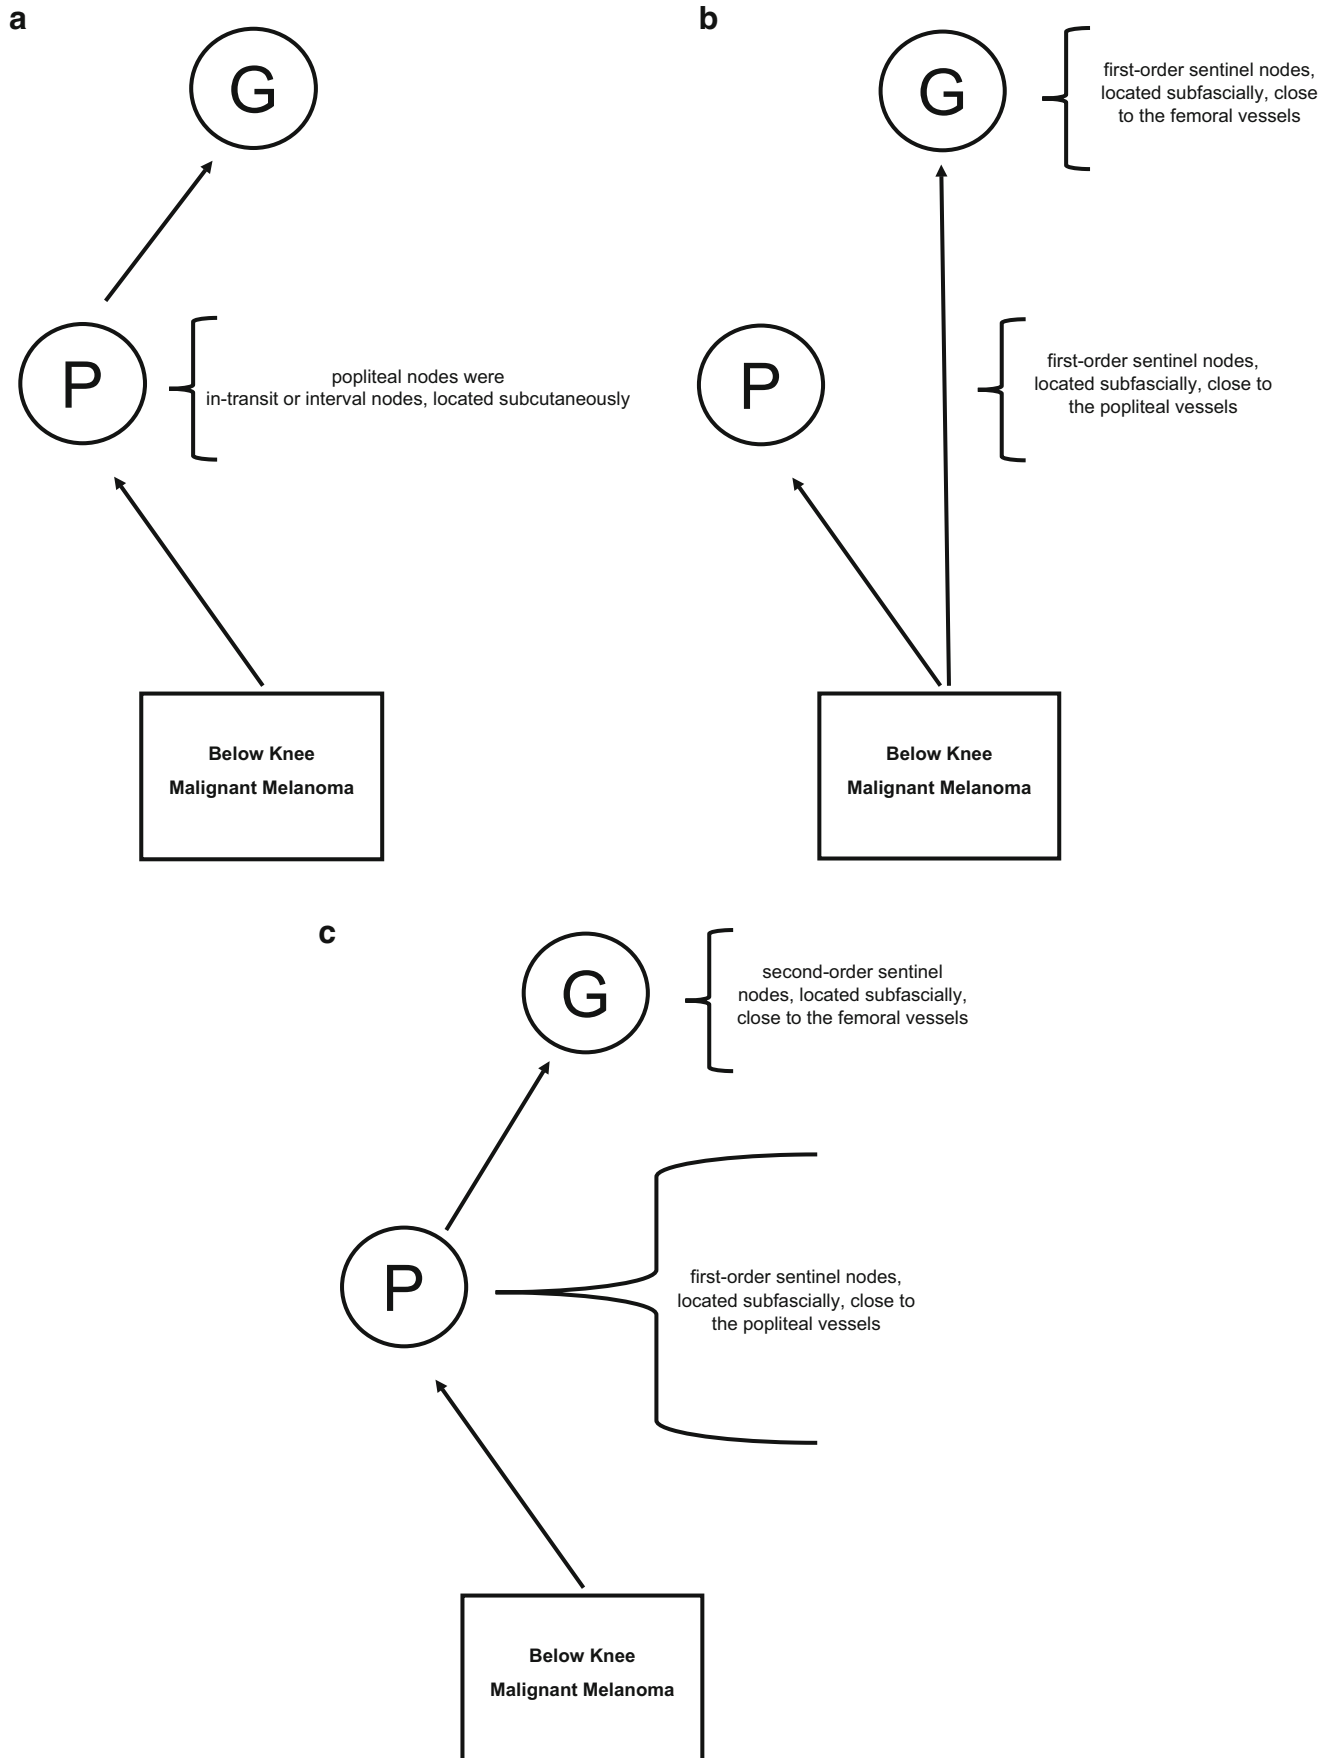 a
G
P
popliteal nodes were
in-transit or interval nodes, located subcutaneously
Below Knee
Malignant Melanoma
b
G
first-order sentinel nodes,
located subfascially, close
to the femoral vessels
P
first-order sentinel nodes,
located subfascially, close to
the popliteal vessels
Below Knee
Malignant Melanoma
c
G
second-order sentinel
nodes, located subfascially,
close to the femoral vessels
P
first-order sentinel nodes,
located subfascially, close to
the popliteal vessels
Below Knee
Malignant Melanoma